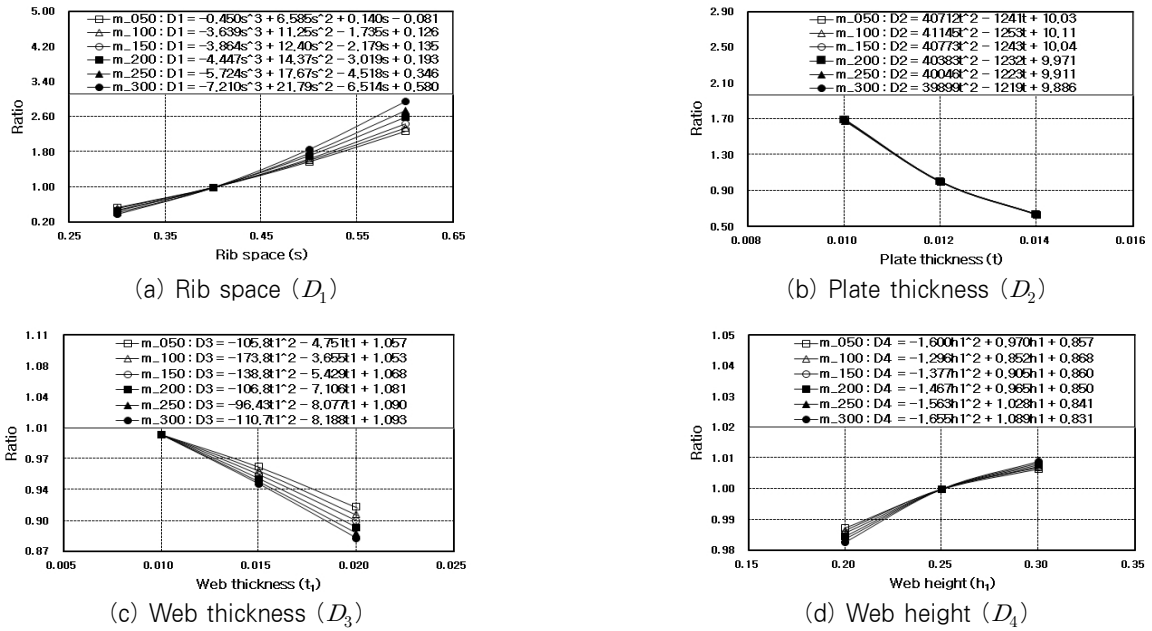 m_050 : D1 = -0.450s^3 + 6.585s^2 + 0.140s - 0.081
m_100 : D1 = -3.639s^3 + 11.25s^2 - 1.735s + 0.126
m_150 : D1 = -3.864s^3 + 12.40s^2 - 2.179s + 0.135
m_200 : D1 = -4.447s^3 + 14.37s^2 - 3.019s + 0.193
m_250 : D1 = -5.724s^3 + 17.67s^2 - 4.518s + 0.346
m_300 : D1 = -7.210s^3 + 21.79s^2 - 6.514s + 0.580
5.00
4.20
3.40
2.60
1.80
1.00
0.20
Ratio
0.25 0.35 0.45 0.55 0.65
Rib space (s)
(a) Rib space (D₁)
m_050 : D2 = 40712t^2 - 1241t + 10.03
m_100 : D2 = 41145t^2 - 1253t + 10.11
m_150 : D2 = 40773t^2 - 1243t + 10.04
m_200 : D2 = 40383t^2 - 1232t + 9.971
m_250 : D2 = 40046t^2 - 1223t + 9.911
m_300 : D2 = 39899t^2 - 1219t + 9.886
2.90
2.50
2.10
1.70
1.30
0.90
0.50
Ratio
0.008 0.010 0.012 0.014 0.016
Plate thickness (t)
(b) Plate thickness (D₂)
m_050 : D3 = -105.8t1^2 - 4.751t1 + 1.057
m_100 : D3 = -173.8t1^2 - 3.655t1 + 1.053
m_150 : D3 = -138.8t1^2 - 5.429t1 + 1.068
m_200 : D3 = -106.8t1^2 - 7.106t1 + 1.081
m_250 : D3 = -96.43t1^2 - 8.077t1 + 1.090
m_300 : D3 = -110.7t1^2 - 8.188t1 + 1.093
1.11
1.08
1.04
1.01
0.97
0.94
0.90
0.87
Ratio
0.005 0.010 0.015 0.020 0.025
Web thickness (t₁)
(c) Web thickness (D₃)
m_050 : D4 = -1.600h1^2 + 0.970h1 + 0.857
m_100 : D4 = -1.296h1^2 + 0.852h1 + 0.868
m_150 : D4 = -1.377h1^2 + 0.905h1 + 0.860
m_200 : D4 = -1.467h1^2 + 0.965h1 + 0.850
m_250 : D4 = -1.563h1^2 + 1.028h1 + 0.841
m_300 : D4 = -1.655h1^2 + 1.089h1 + 0.831
1.05
1.04
1.03
1.02
1.01
1.00
0.99
0.98
Ratio
0.15 0.20 0.25 0.30 0.35
Web height (h₁)
(d) Web height (D₄)